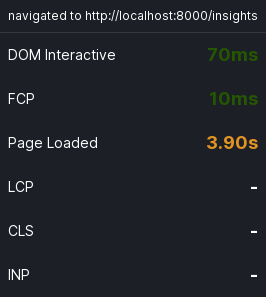 navigated to http://localhost:8000/insights
DOM Interactive 70ms
FCP 10ms
Page Loaded 3.90s
LCP -
CLS -
INP -